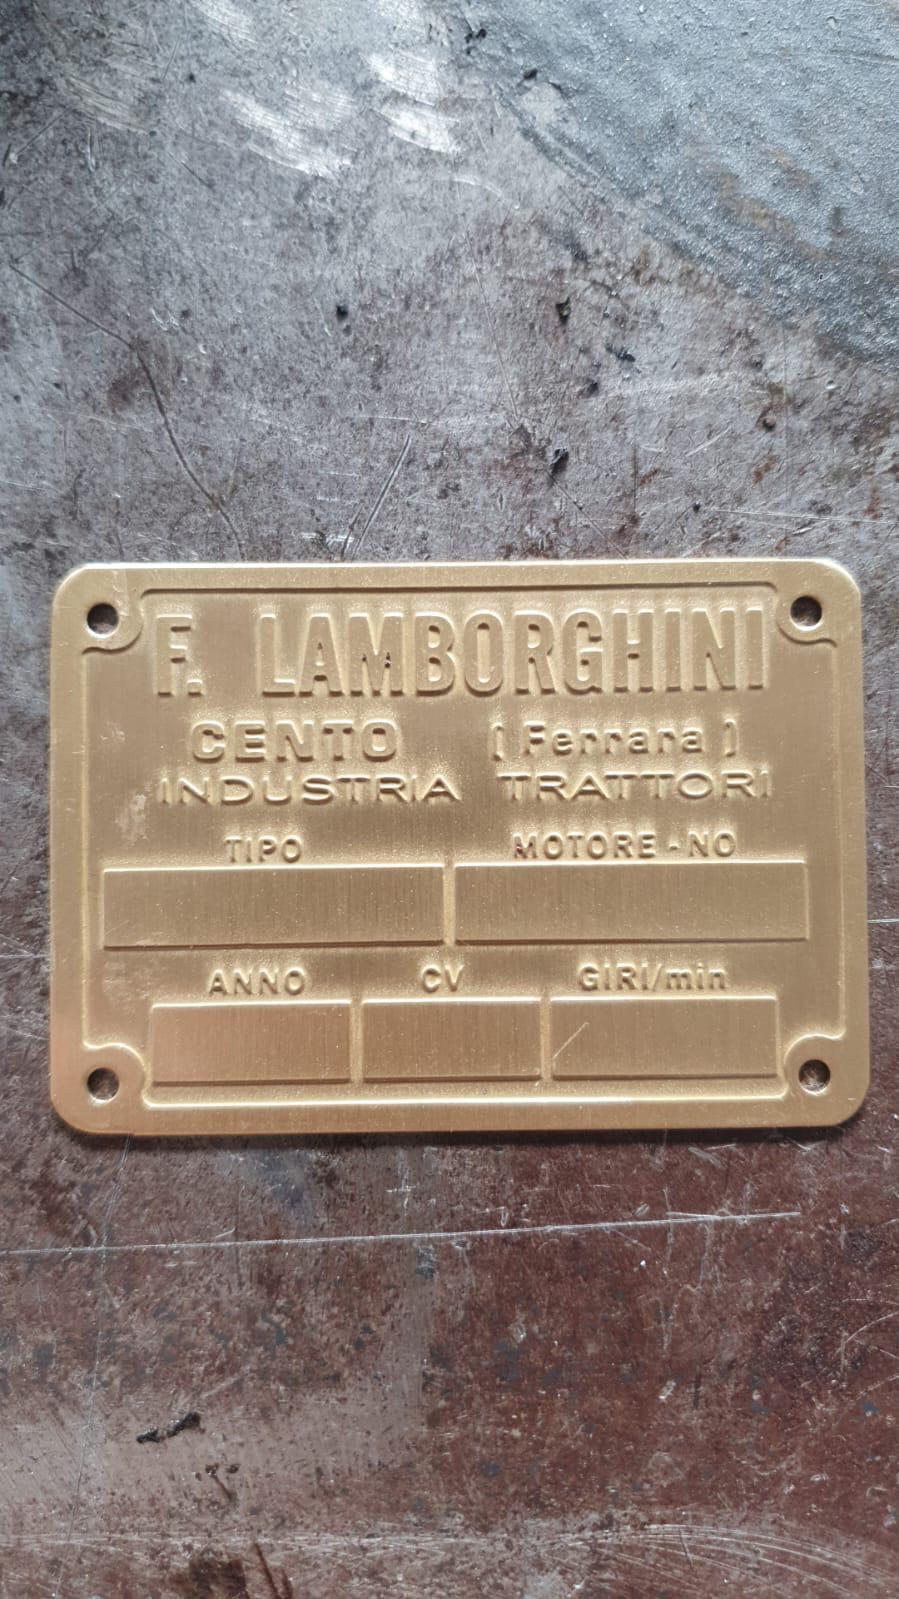 F. LAMBORGHINI
CENTO ( Ferrara )
INDUSTRIA TRATTORI
TIPO MOTORE - NO
ANNO CV GIRI/min